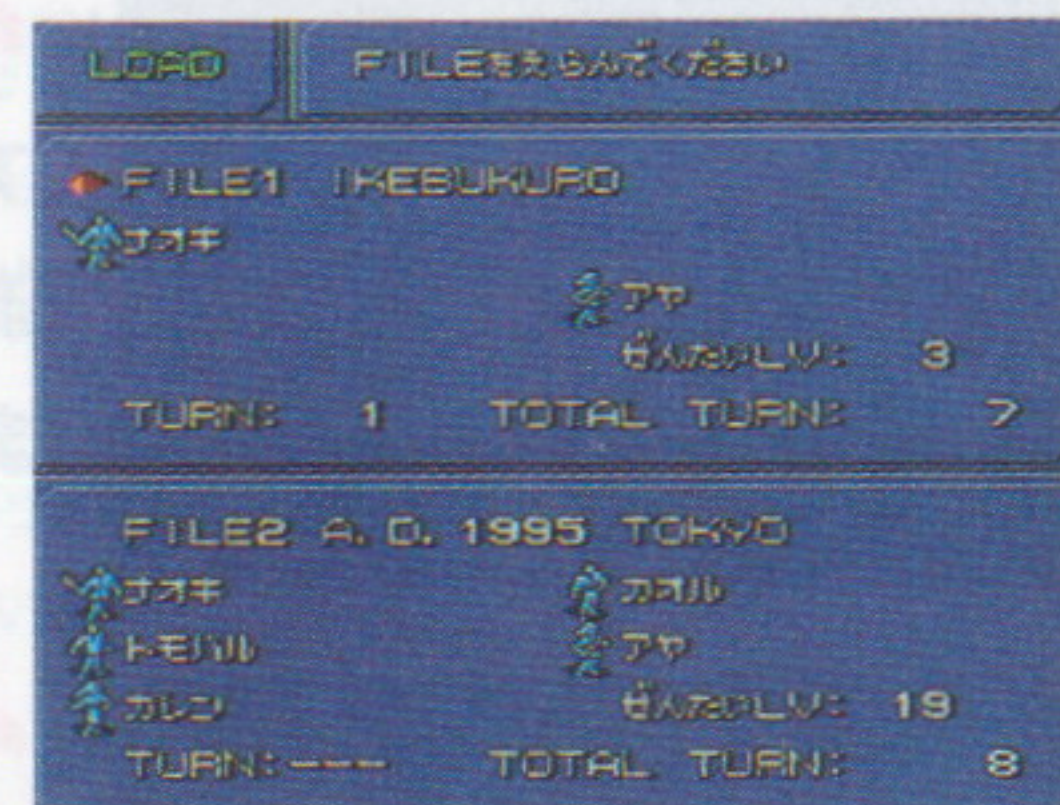 LOAD FILEをえらんでください
FILE1 IKEBUKURO
ナオキ
アヤ
ぜんたいLV: 3
TURN: 1 TOTAL TURN: 7
FILE2 A.D.1995 TOKYO
ナオキ カオル
トモハル アヤ
カレン ぜんたいLV: 19
TURN:--- TOTAL TURN: 8